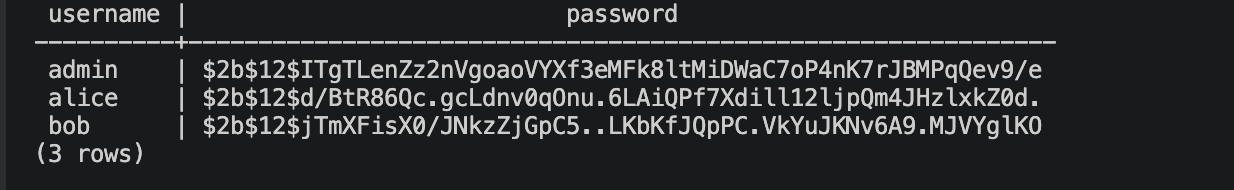 username | password
----------+--------------------------------------------------------------
admin | $2b$12$ITgTLenZz2nVgoaoVYXf3eMFk8ltMiDWaC7oP4nK7rJBMPqQev9/e
alice | $2b$12$d/BtR86Qc.gcLdnv0qOnu.6LAiQPf7Xdill12ljpQm4JHzlxkZ0d.
bob | $2b$12$jTmXFisX0/JNkzZjGpC5..LKbKfJQpPC.VkYuJKNv6A9.MJVYglKO
(3 rows)